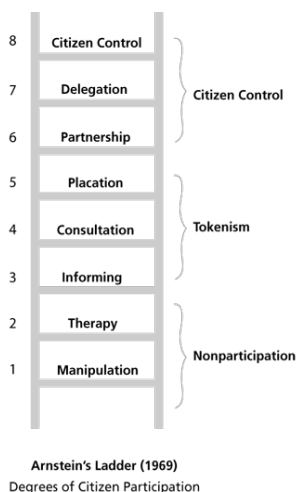 8 Citizen Control
7 Delegation
Citizen Control
6 Partnership
5 Placation
4 Consultation
Tokenism
3 Informing
2 Therapy
Nonparticipation
1 Manipulation
Arnstein's Ladder (1969)
Degrees of Citizen Participation